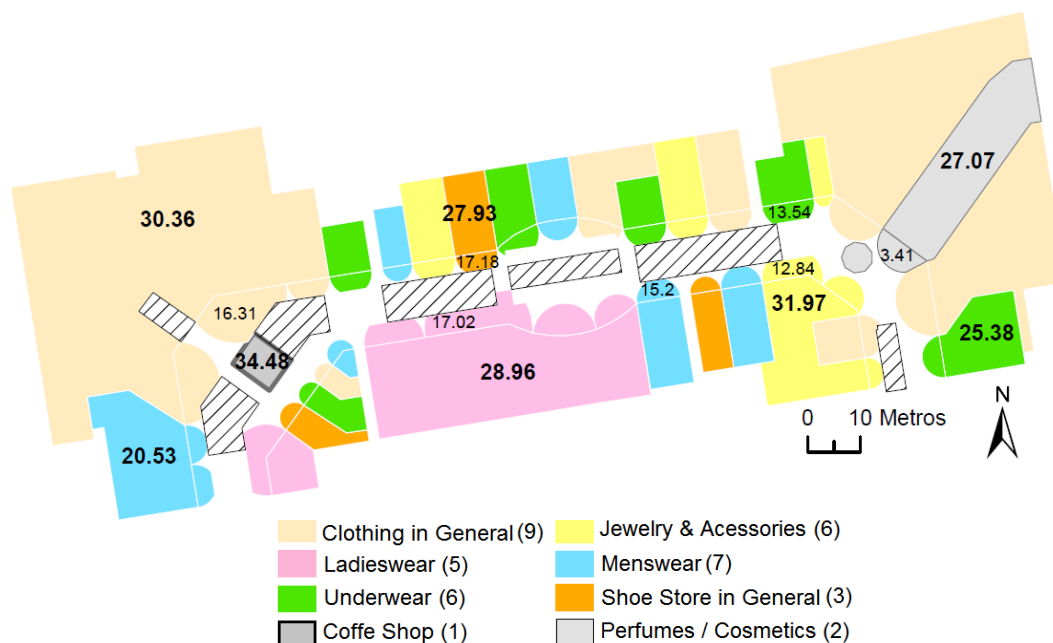 27.07
27.93
13.54
30.36
3.41
17.18
12.84
15.2
31.97
16.31
17.02
34.48
28.96
25.38
0 10 Metros
N
20.53
Clothing in General (9)
Ladieswear (5)
Underwear (6)
Coffe Shop (1)
Jewelry & Acessories (6)
Menswear (7)
Shoe Store in General (3)
Perfumes / Cosmetics (2)